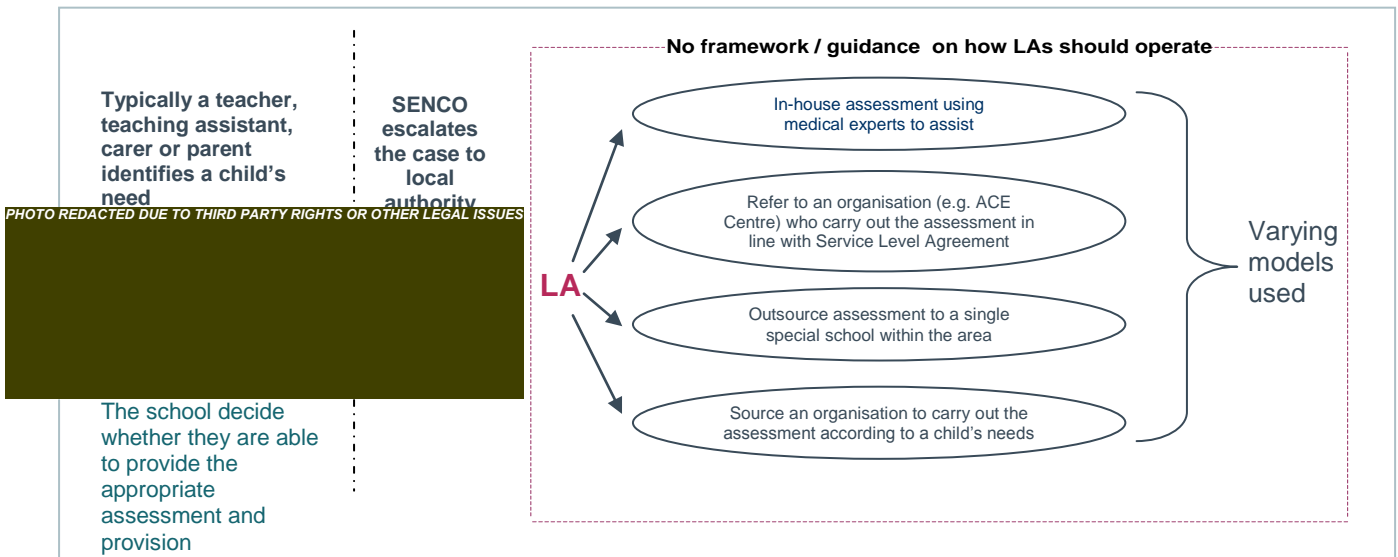 No framework / guidance on how LAs should operate
Typically a teacher,
teaching assistant,
carer or parent
identifies a child's
need
SENCO
escalates
the case to
local
authority
PHOTO REDACTED DUE TO THIRD PARTY RIGHTS OR OTHER LEGAL ISSUES
The school decide
whether they are able
to provide the
appropriate
assessment and
provision
LA
In-house assessment using
medical experts to assist
Refer to an organisation (e.g. ACE
Centre) who carry out the assessment in
line with Service Level Agreement
Outsource assessment to a single
special school within the area
Source an organisation to carry out the
assessment according to a child's needs
Varying
models
used